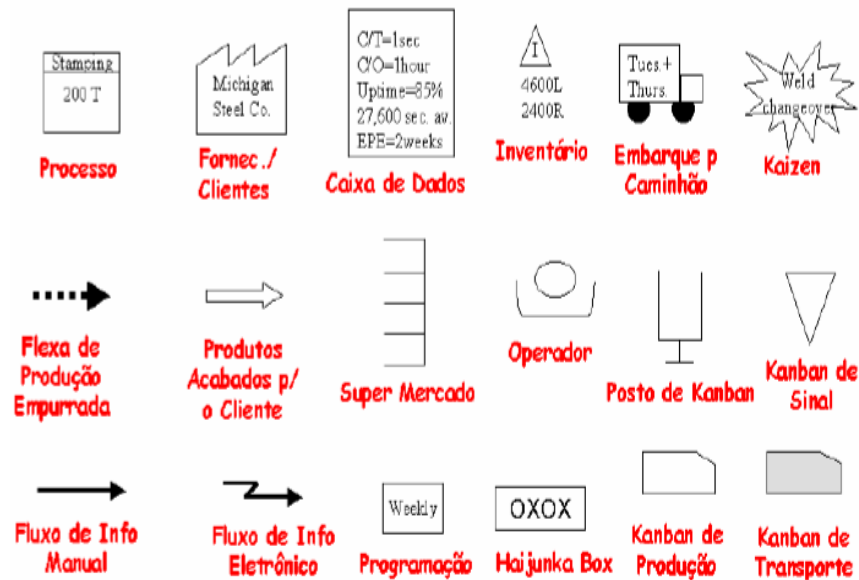 Stamping
200 T
Processo
Michigan
Steel Co.
Fornec./
Clientes
C/T=1sec
C/O=1hour
Uptime=85%
27,600 sec. av.
EPE=2weeks
Caixa de Dados
I
4600L
2400R
Inventário
Tues.+
Thurs.
Embarque p
Caminhão
Weld
changeover
Kaizen
Flexa de
Produção
Empurrada
Produtos
Acabados p/
o Cliente
Super Mercado
Operador
Posto de Kanban
Kanban de
Sinal
Fluxo de Info
Manual
Fluxo de Info
Eletrônico
Weekly
Programação
OXOX
Haijunka Box
Kanban de
Produção
Kanban de
Transporte